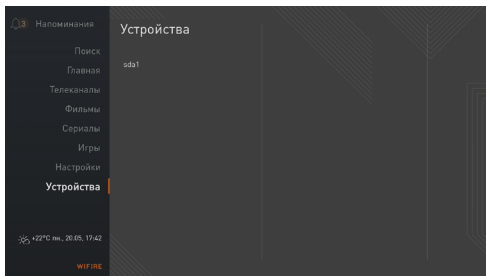 3 Напоминания
Поиск
Главная
Телеканалы
Фильмы
Сериалы
Игры
Настройки
Устройства
+22°C пн., 20.05, 17:42
WIFIRE
Устройства
sda1